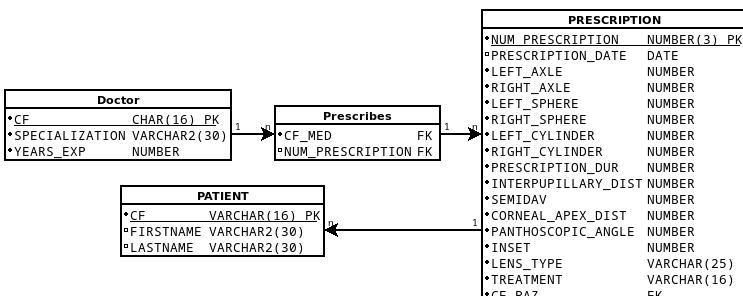 PRESCRIPTION
NUM_PRESCRIPTION NUMBER(3) PK
PRESCRIPTION_DATE DATE
LEFT_AXLE NUMBER
RIGHT_AXLE NUMBER
LEFT_SPHERE NUMBER
RIGHT_SPHERE NUMBER
LEFT_CYLINDER NUMBER
RIGHT_CYLINDER NUMBER
PRESCRIPTION_DUR NUMBER
INTERPUPILLARY_DIST NUMBER
SEMIDAV NUMBER
CORNEAL_APEX_DIST NUMBER
PANTHOSCOPIC_ANGLE NUMBER
INSET NUMBER
LENS_TYPE VARCHAR(25)
TREATMENT VARCHAR(16)
CF_PAZ FK
Doctor
CF CHAR(16) PK
SPECIALIZATION VARCHAR2(30)
YEARS_EXP NUMBER
1 n
Prescribes
CF_MED FK
NUM_PRESCRIPTION FK
1 n
PATIENT
CF VARCHAR(16) PK
FIRSTNAME VARCHAR2(30)
LASTNAME VARCHAR2(30)
n 1